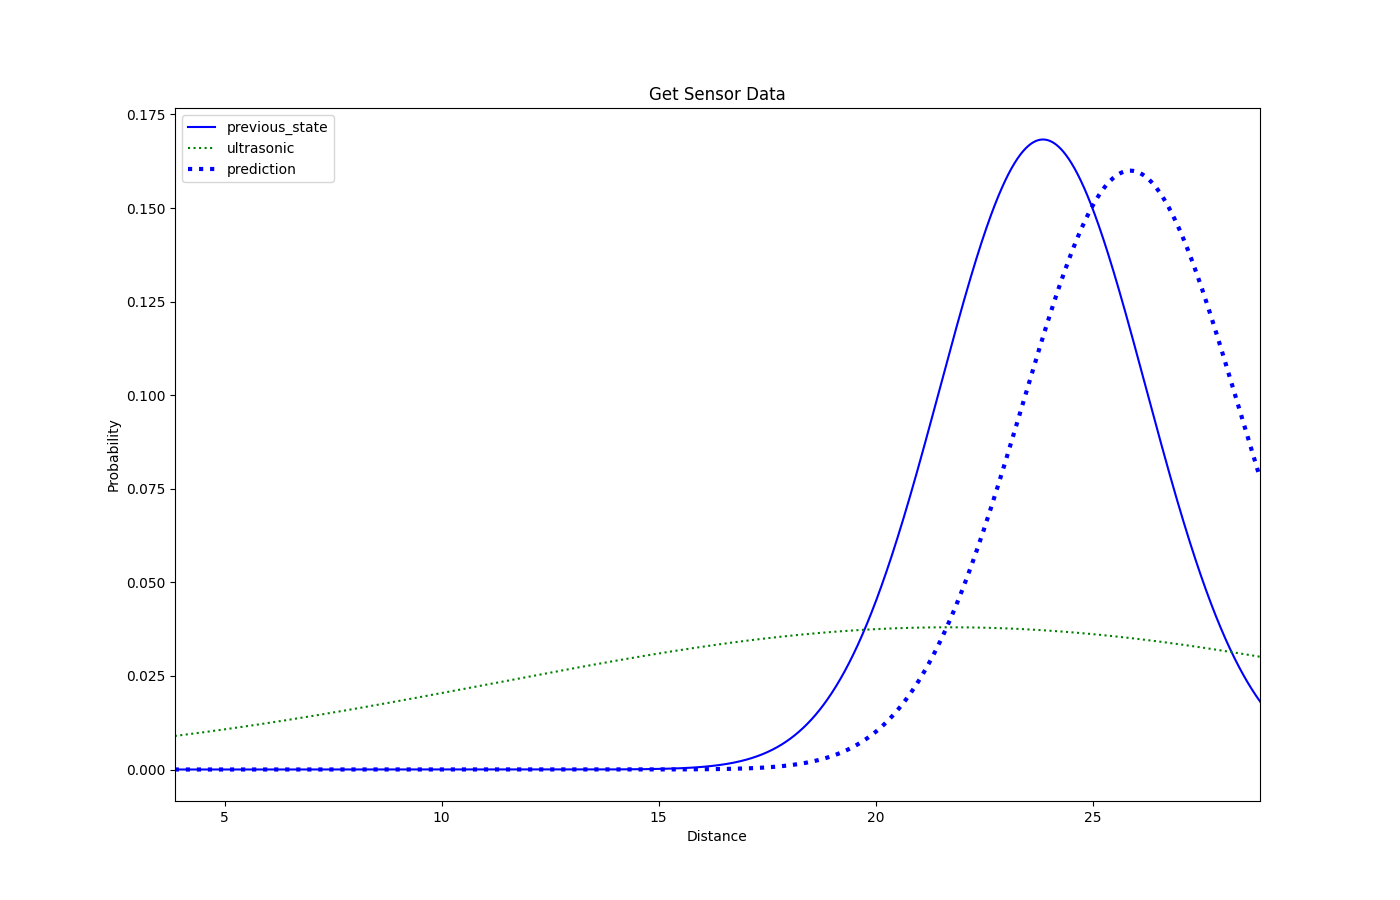 Get Sensor Data
previous_state
ultrasonic
prediction
0.175
0.150
0.125
0.100
0.075
0.050
0.025
0.000
Probability
5 10 15 20 25
Distance